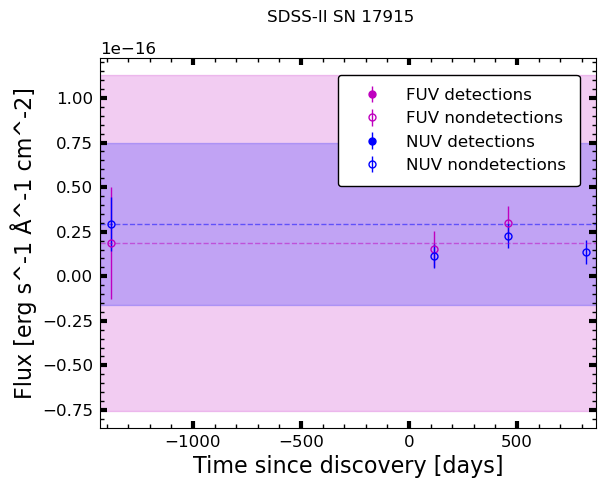 SDSS-II SN 17915
1e−16
FUV detections
FUV nondetections
NUV detections
NUV nondetections
1.00
0.75
0.50
0.25
0.00
−0.25
−0.50
−0.75
Flux [erg s^-1 Å^-1 cm^-2]
−1000
−500
0
500
Time since discovery [days]